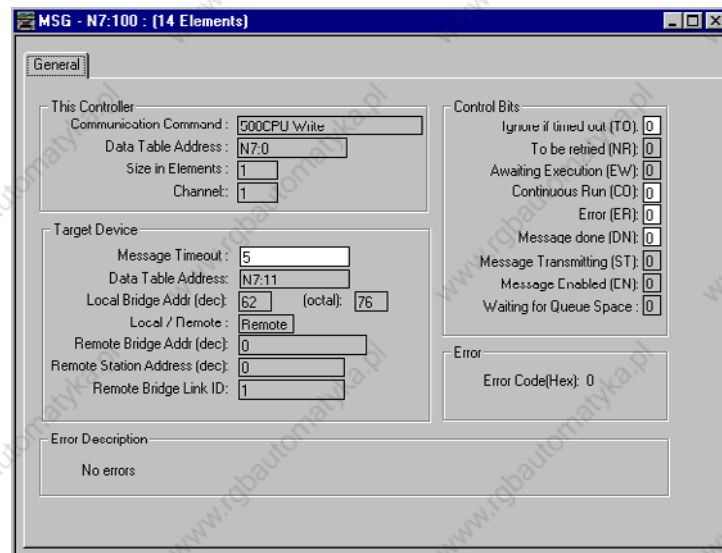 MSG - N7:100 : (14 Elements)
General
This Controller
Communication Command : 500CPU Write
Data Table Address : N7:0
Size in Elements : 1
Channel:: 1
Target Device
Message Timeout : 5
Data Table Address: N7:11
Local Bridge Addr (dec): 62 (octal): 76
Local / Remote : Remote
Remote Bridge Addr (dec): 0
Remote Station Address (dec): 0
Remote Bridge Link ID: 1
Control Bits
Ignore if timed out (TO): 0
To be retried (NR): 0
Awaiting Execution (EW): 0
Continuous Run (CO): 0
Error (ER): 0
Message done (DN): 0
Message Transmitting (ST): 0
Message Enabled (EN): 0
Waiting for Queue Space : 0
Error
Error Code(Hex): 0
Error Description
No errors
www.rgbautomatyka.pl